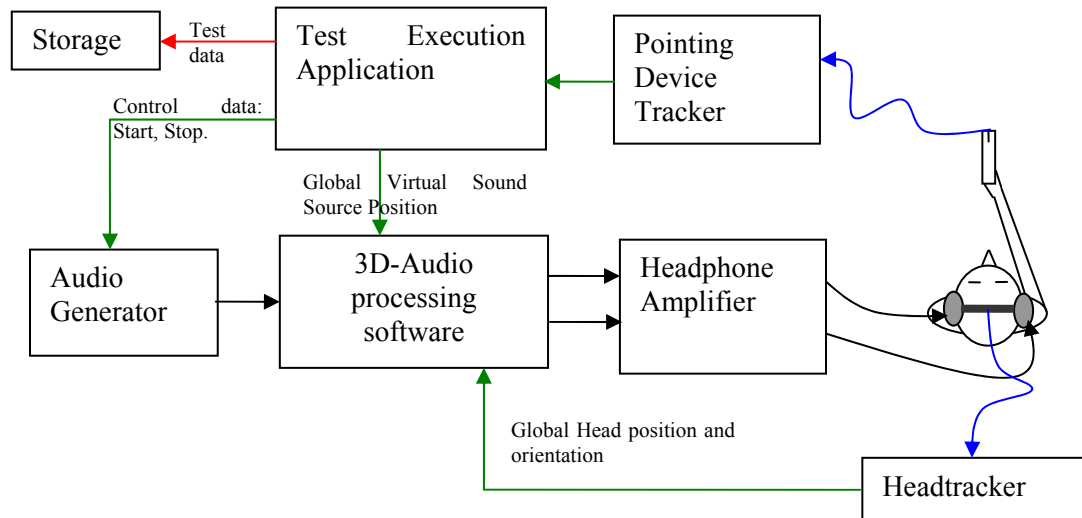 Storage
Test
data
Test Execution
Application
Pointing
Device
Tracker
Control data:
Start, Stop.
Global Virtual Sound
Source Position
Audio
Generator
3D-Audio
processing
software
Headphone
Amplifier
Global Head position and
orientation
Headtracker